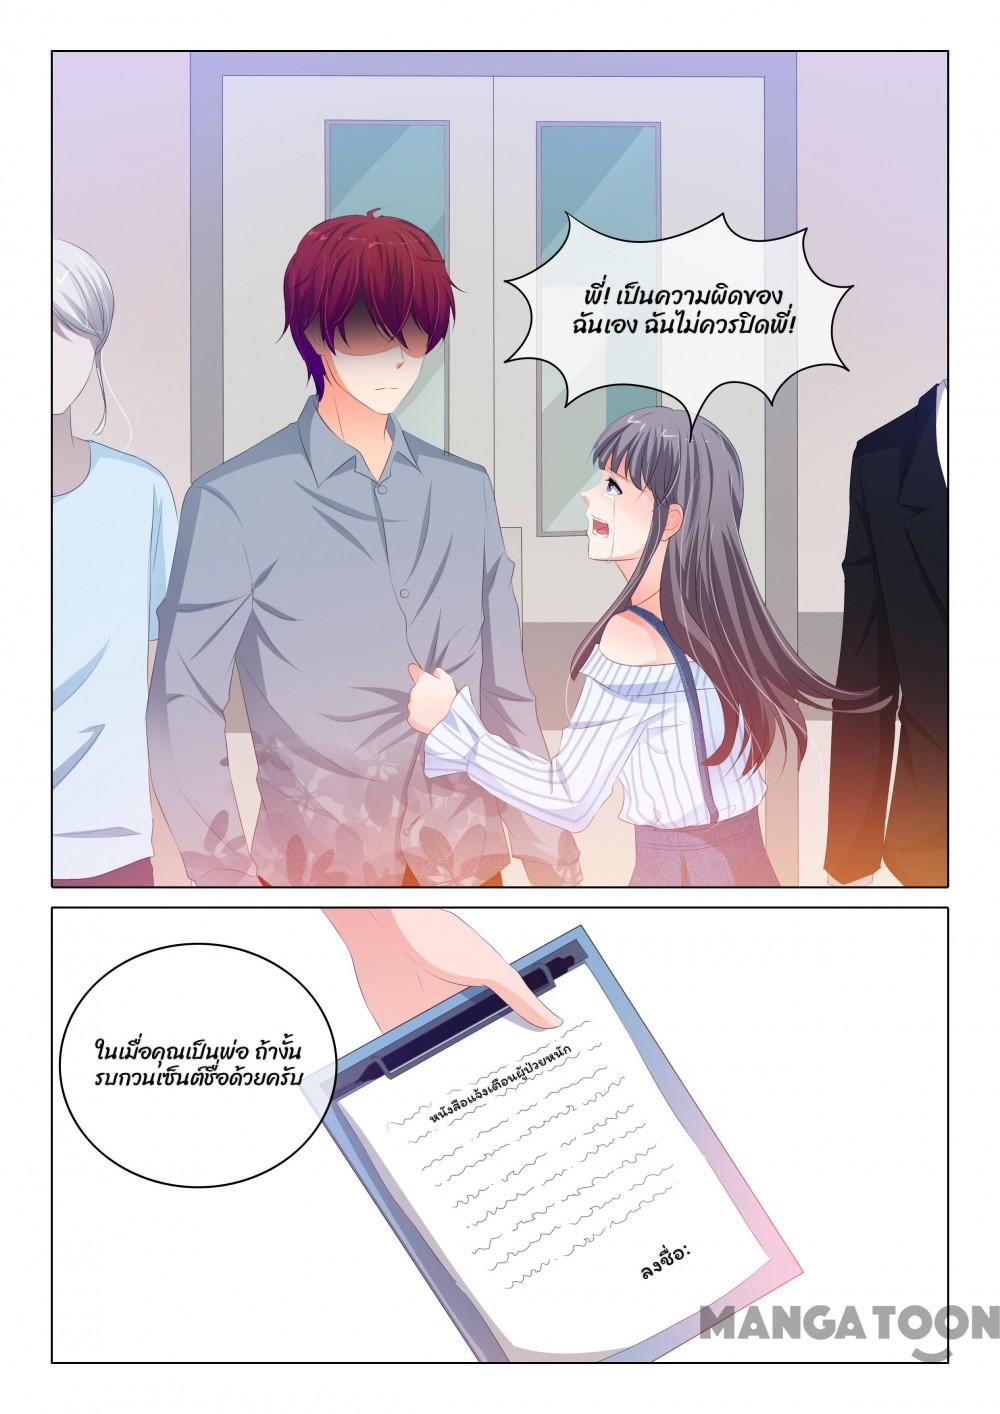 พี่! เป็นความผิดของ
ฉันเอง ฉันไม่ควรปิดพี่!
ในเมื่อคุณเป็นพ่อ ถ้างั้น
รบกวนเซ็นต์ชื่อด้วยครับ
หนังสือแจ้งเตือนผู้ป่วยหนัก
ลงชื่อ:
MANGATOON